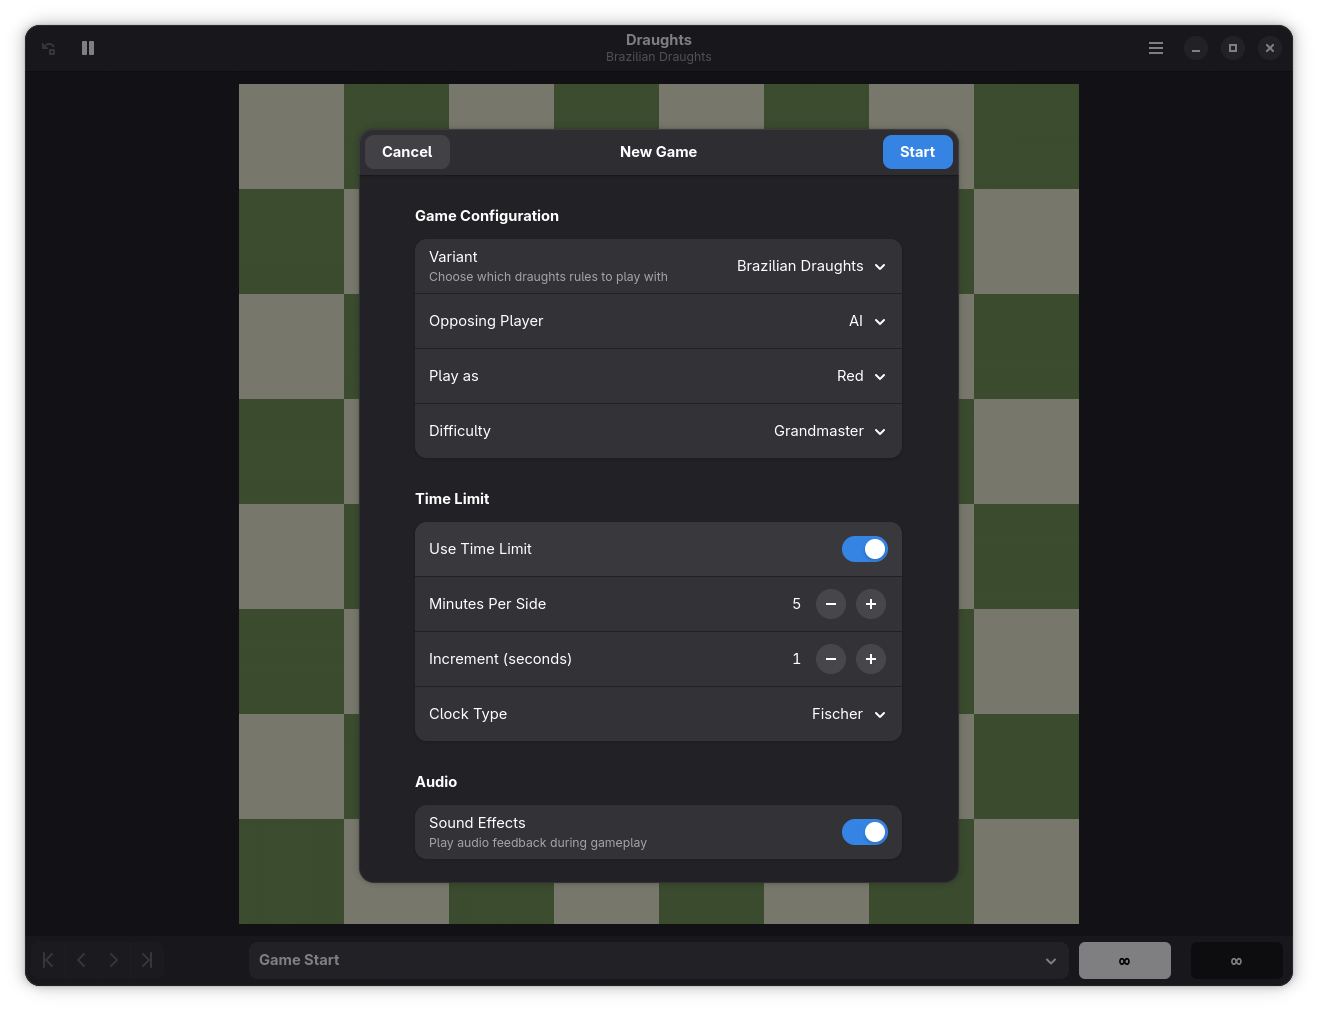 Draughts
Brazilian Draughts
Cancel
New Game
Start
Game Configuration
Variant
Choose which draughts rules to play with
Brazilian Draughts
Opposing Player
AI
Play as
Red
Difficulty
Grandmaster
Time Limit
Use Time Limit
Minutes Per Side
5
Increment (seconds)
1
Clock Type
Fischer
Audio
Sound Effects
Play audio feedback during gameplay
Game Start
∞
∞